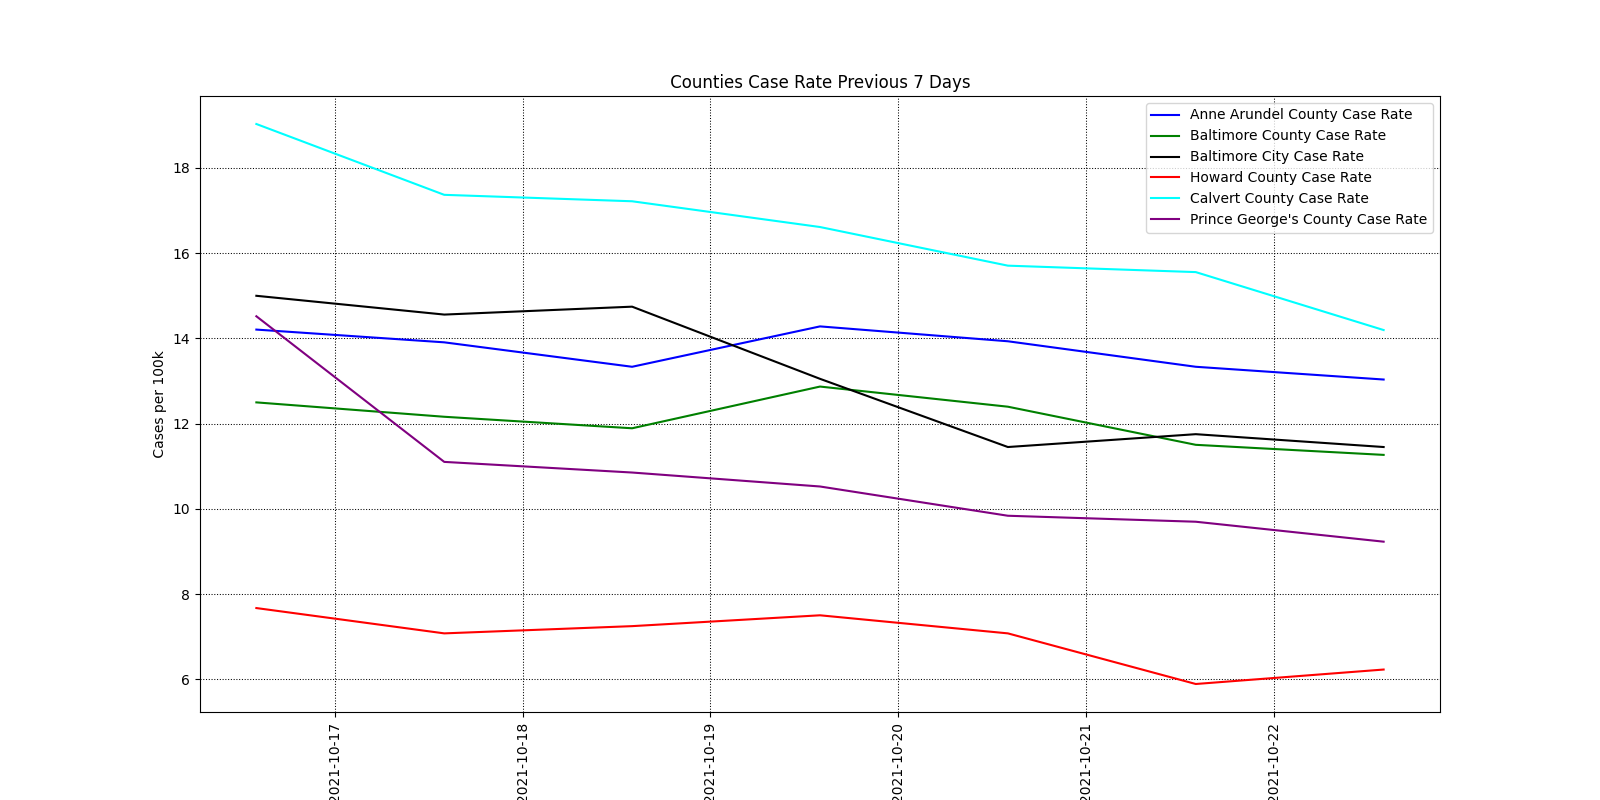 Counties Case Rate Previous 7 Days
Anne Arundel County Case Rate
Baltimore County Case Rate
Baltimore City Case Rate
Howard County Case Rate
Calvert County Case Rate
Prince George's County Case Rate
Cases per 100k
18
16
14
12
10
8
6
2021-10-17
2021-10-18
2021-10-19
2021-10-20
2021-10-21
2021-10-22